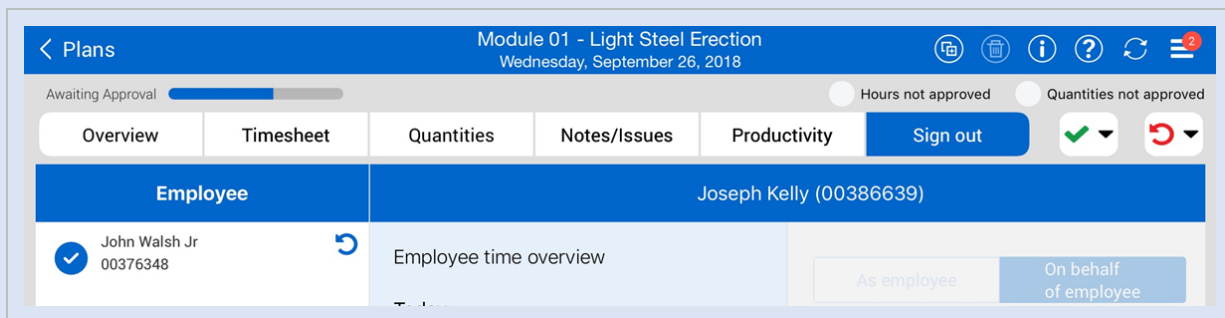 Plans
Module 01 - Light Steel Erection
Wednesday, September 26, 2018
2
Awaiting Approval
Hours not approved
Quantities not approved
Overview
Timesheet
Quantities
Notes/Issues
Productivity
Sign out
Employee
Joseph Kelly (00386639)
John Walsh Jr
00376348
Employee time overview
As employee
On behalf
of employee